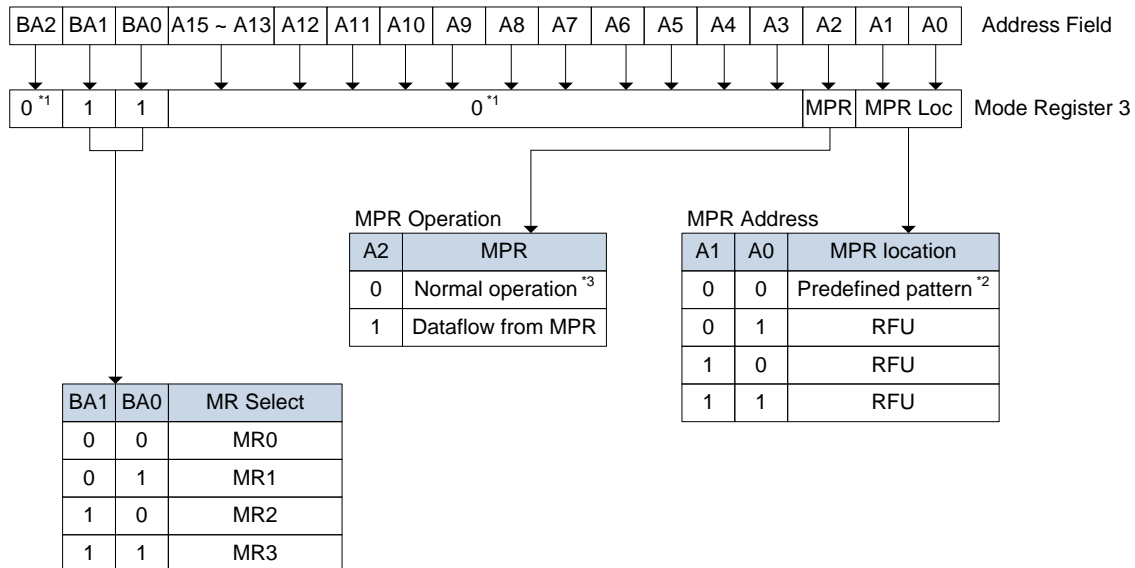 BA2 BA1 BA0 A15 ~ A13 A12 A11 A10 A9 A8 A7 A6 A5 A4 A3 A2 A1 A0 Address Field
0 *1 1 1 0 *1 MPR MPR Loc Mode Register 3
MPR Operation
A2 MPR
0 Normal operation *3
1 Dataflow from MPR
MPR Address
A1 A0 MPR location
0 0 Predefined pattern *2
0 1 RFU
1 0 RFU
1 1 RFU
BA1 BA0 MR Select
0 0 MR0
0 1 MR1
1 0 MR2
1 1 MR3